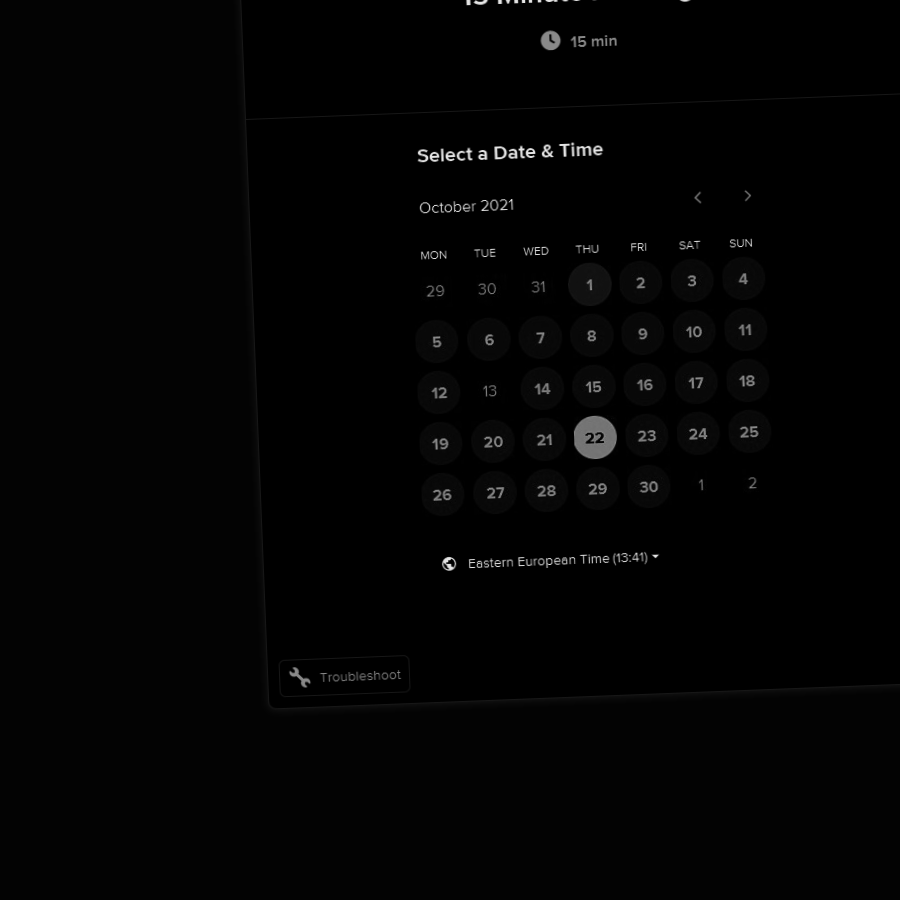 15 min
Select a Date & Time
October 2021
MON TUE WED THU FRI SAT SUN
29 30 31 1 2 3 4
5 6 7 8 9 10 11
12 13 14 15 16 17 18
19 20 21 22 23 24 25
26 27 28 29 30 1 2
Eastern European Time (13:41)
Troubleshoot